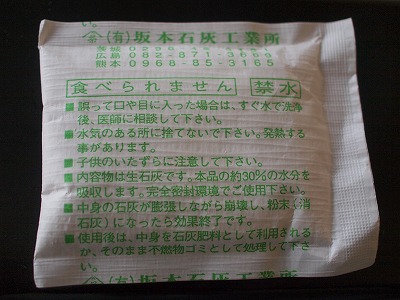 い。
(有)坂本石灰工業所
広島 082-871-3659
熊本 0968-85-3165
食べられません 禁水
■誤って口や目に入った場合は、すぐ水で洗浄
後、医師に相談して下さい。
■水気のある所に捨てないで下さい。発熱する
事があります。
■子供のいたずらに注意して下さい。
■内容物は生石灰です。本品の約30%の水分を
吸収します。完全密封環境でご使用下さい。
■中身の石灰が膨張しながら崩壊し、粉末(消
石灰)になったら効果終了です。
■使用後は、中身を石灰肥料として利用される
か、そのまま不燃物ゴミとして処理して下さ
い。
(有)坂本石灰工業所